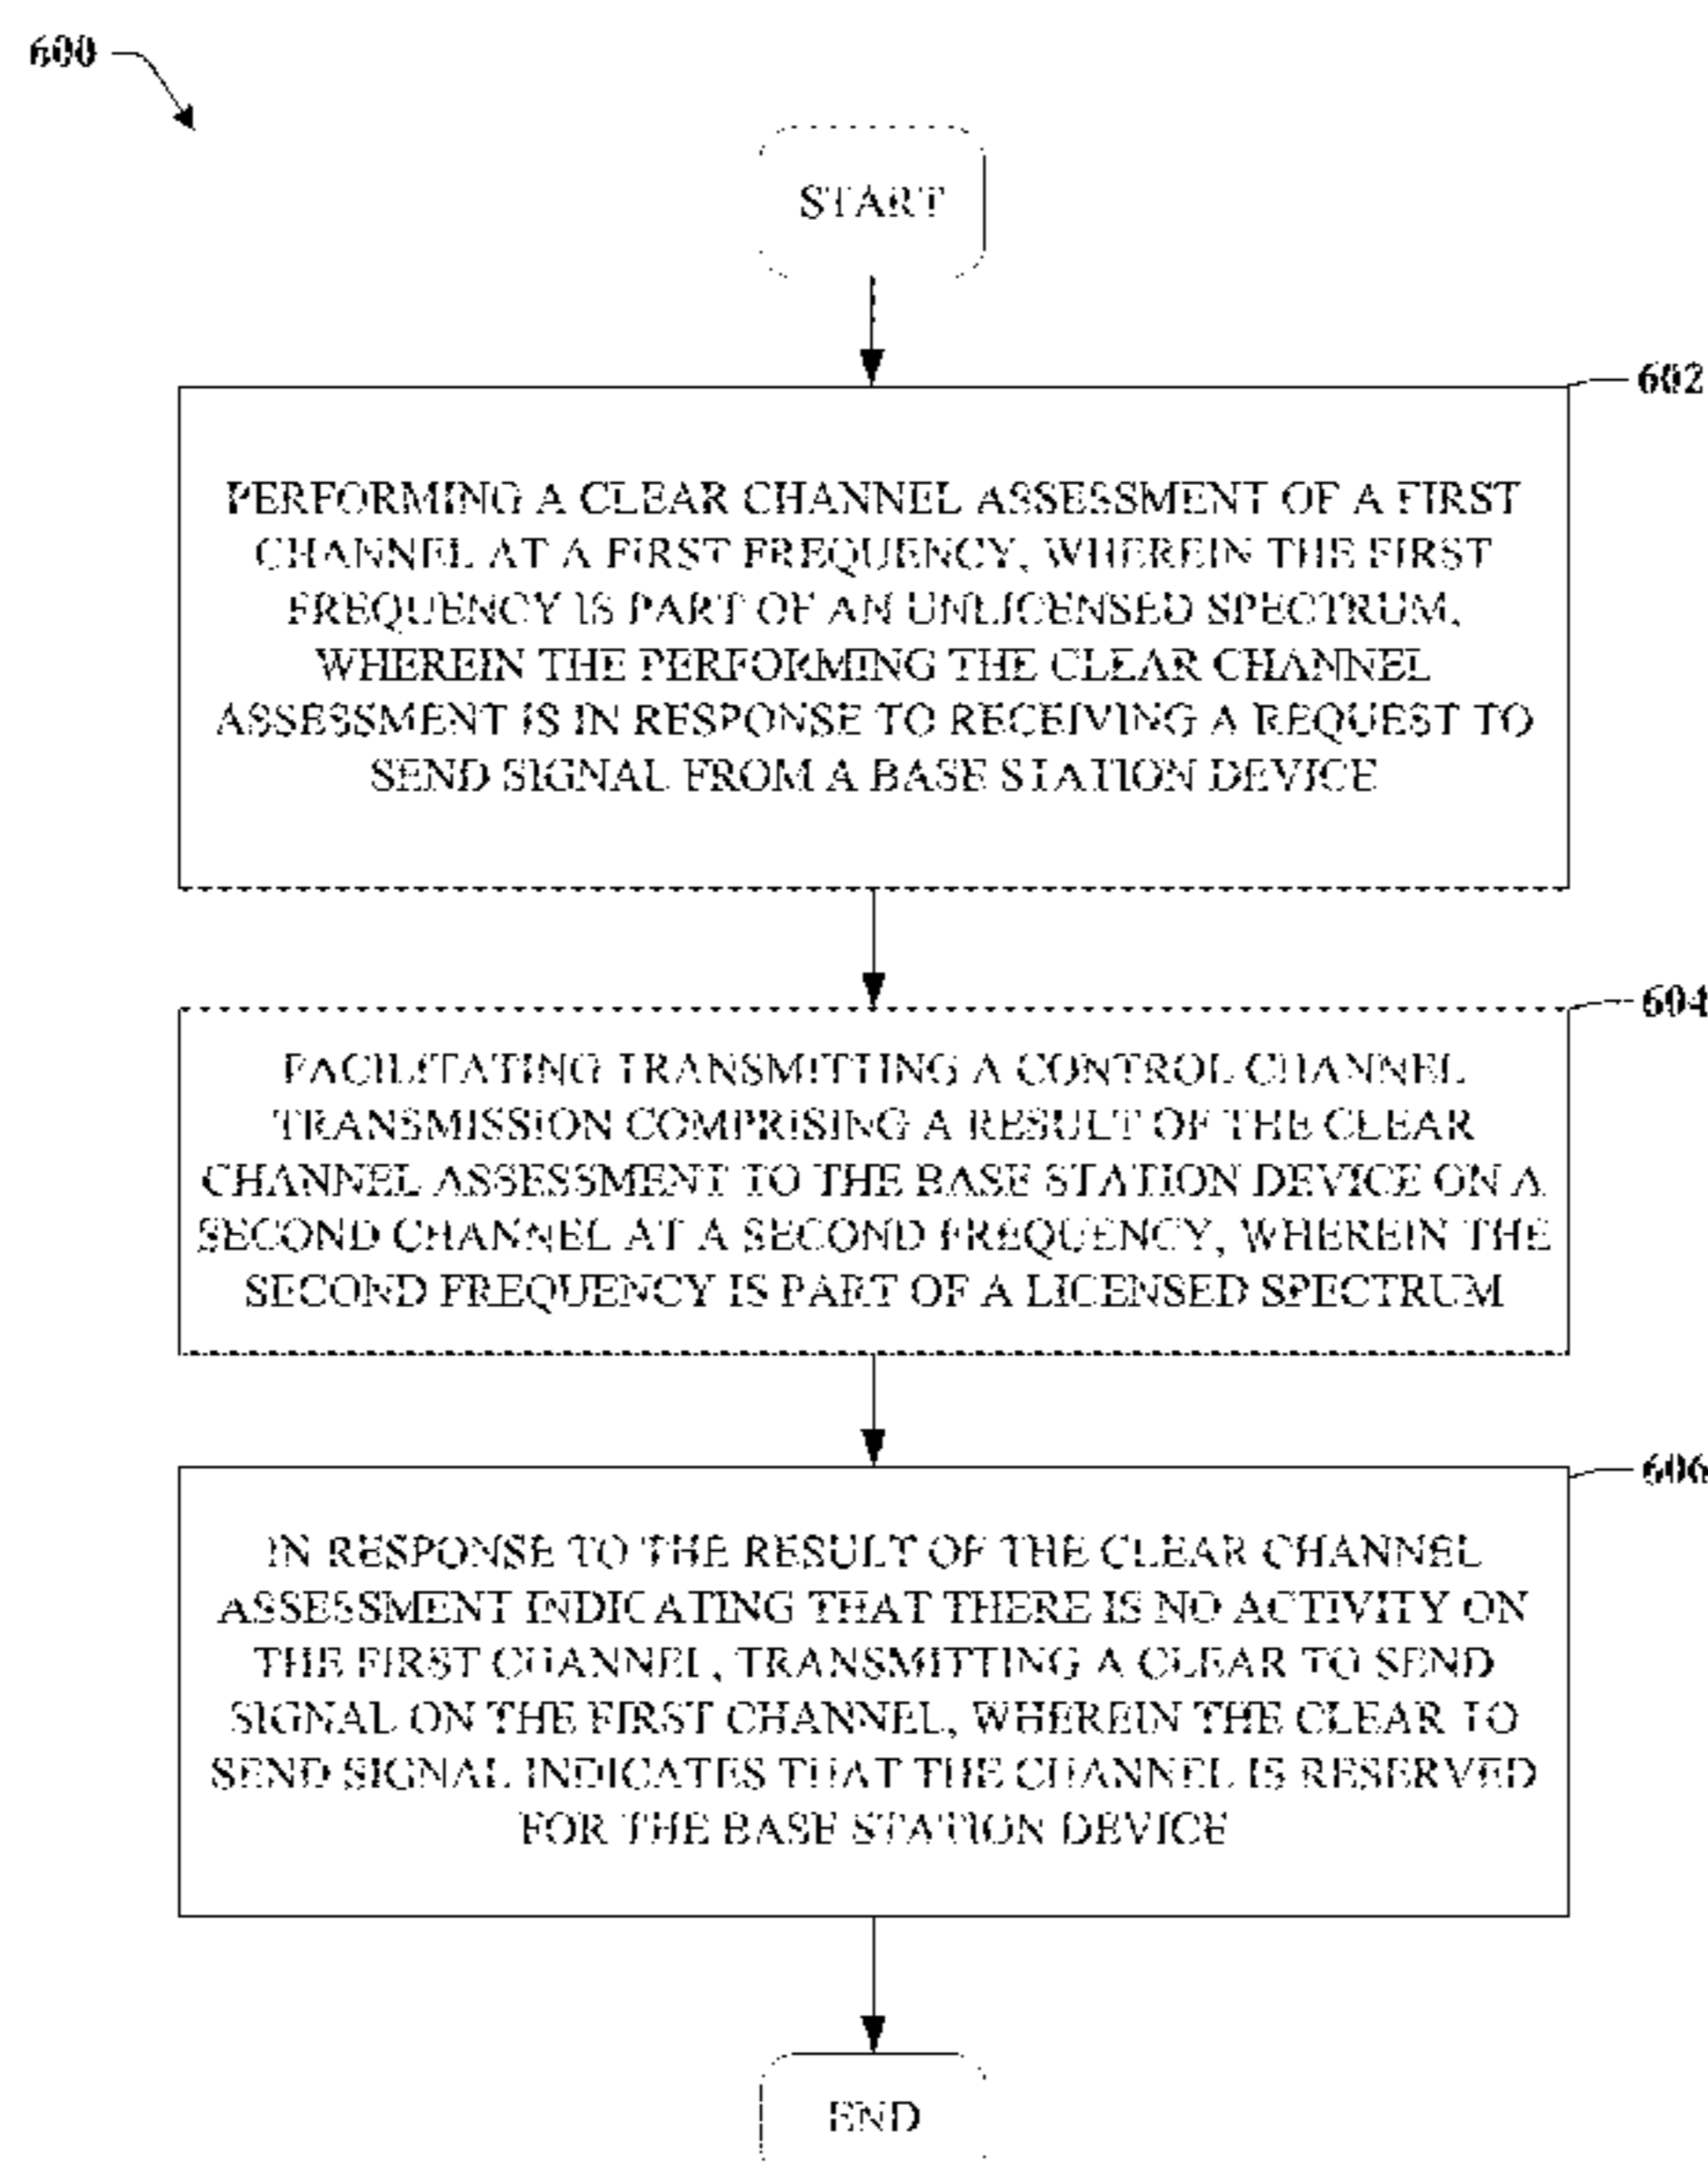 600
START
602
PERFORMING A CLEAR CHANNEL ASSESSMENT OF A FIRST
CHANNEL AT A FIRST FREQUENCY, WHEREIN THE FIRST
FREQUENCY IS PART OF AN UNLICENSED SPECTRUM,
WHEREIN THE PERFORMING THE CLEAR CHANNEL
ASSESSMENT IS IN RESPONSE TO RECEIVING A REQUEST TO
SEND SIGNAL FROM A BASE STATION DEVICE
604
FACILITATING TRANSMITTING A CONTROL CHANNEL
TRANSMISSION COMPRISING A RESULT OF THE CLEAR
CHANNEL ASSESSMENT TO THE BASE STATION DEVICE ON A
SECOND CHANNEL AT A SECOND FREQUENCY, WHEREIN THE
SECOND FREQUENCY IS PART OF A LICENSED SPECTRUM
606
IN RESPONSE TO THE RESULT OF THE CLEAR CHANNEL
ASSESSMENT INDICATING THAT THERE IS NO ACTIVITY ON
THE FIRST CHANNEL, TRANSMITTING A CLEAR TO SEND
SIGNAL ON THE FIRST CHANNEL, WHEREIN THE CLEAR TO
SEND SIGNAL INDICATES THAT THE CHANNEL IS RESERVED
FOR THE BASE STATION DEVICE
END